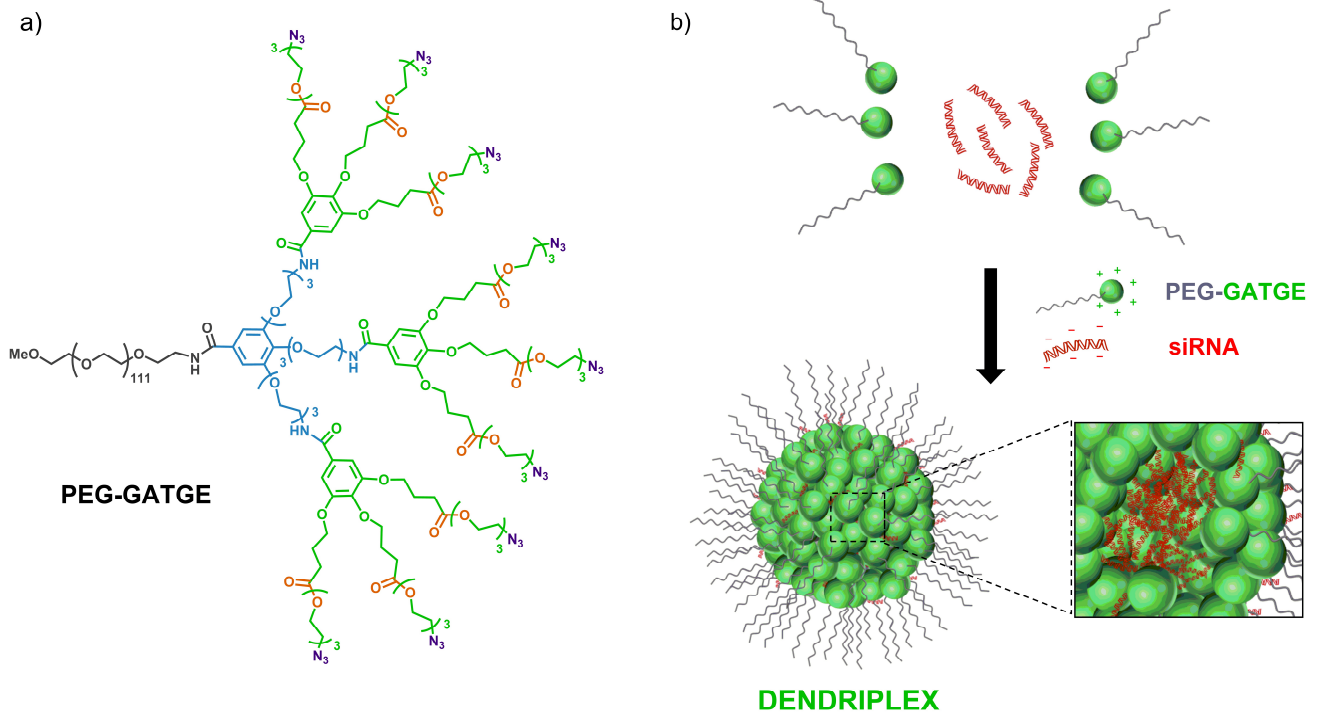 a)
N3
3
O
O
N3
3
O
O
N3
3
O
O
O
O
O
O
NH
3
O
MeO
O
111
O
N
H
O
O
3
O
N
H
O
O
3
HN
O
N3
3
O
O
O
O
O
O
N3
3
O
O
N3
3
O
O
O
O
O
N3
3
O
O
N3
3
O
O
N3
3
PEG-GATGE
b)
+ + + + + +
PEG-GATGE
− − − − −
siRNA
DENDRIPLEX